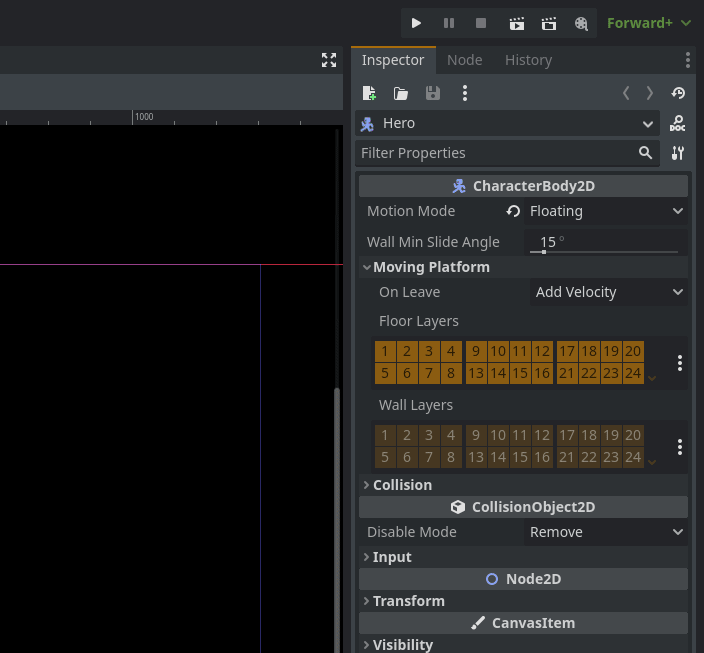 Forward+
Inspector Node History
1000
Hero
DOC
Filter Properties
CharacterBody2D
Motion Mode Floating
Wall Min Slide Angle 15 °
Moving Platform
On Leave Add Velocity
Floor Layers
1 2 3 4 9 10 11 12 17 18 19 20
5 6 7 8 13 14 15 16 21 22 23 24
Wall Layers
1 2 3 4 9 10 11 12 17 18 19 20
5 6 7 8 13 14 15 16 21 22 23 24
Collision
CollisionObject2D
Disable Mode Remove
Input
Node2D
Transform
CanvasItem
Visibility